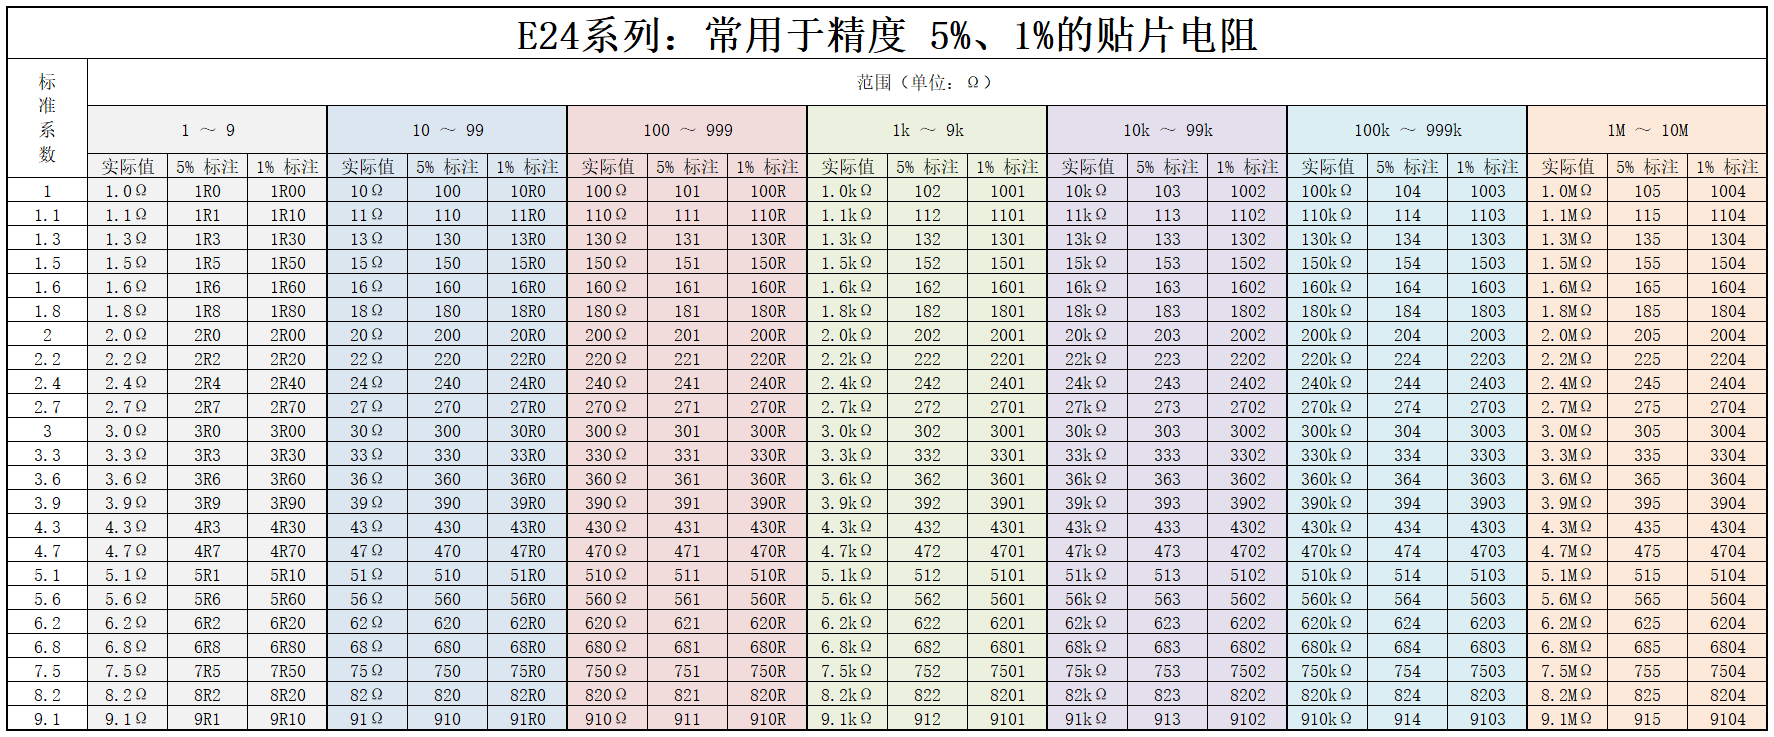 E24系列：常用于精度 5%、1%的贴片电阻
标准系数 范围（单位：Ω）
1 ～ 9 10 ～ 99 100 ～ 999 1k ～ 9k 10k ～ 99k 100k ～ 999k 1M ～ 10M
实际值 5% 标注 1% 标注 实际值 5% 标注 1% 标注 实际值 5% 标注 1% 标注 实际值 5% 标注 1% 标注 实际值 5% 标注 1% 标注 实际值 5% 标注 1% 标注 实际值 5% 标注 1% 标注
1 1.0Ω 1R0 1R00 10Ω 100 10R0 100Ω 101 100R 1.0kΩ 102 1001 10kΩ 103 1002 100kΩ 104 1003 1.0MΩ 105 1004
1.1 1.1Ω 1R1 1R10 11Ω 110 11R0 110Ω 111 110R 1.1kΩ 112 1101 11kΩ 113 1102 110kΩ 114 1103 1.1MΩ 115 1104
1.3 1.3Ω 1R3 1R30 13Ω 130 13R0 130Ω 131 130R 1.3kΩ 132 1301 13kΩ 133 1302 130kΩ 134 1303 1.3MΩ 135 1304
1.5 1.5Ω 1R5 1R50 15Ω 150 15R0 150Ω 151 150R 1.5kΩ 152 1501 15kΩ 153 1502 150kΩ 154 1503 1.5MΩ 155 1504
1.6 1.6Ω 1R6 1R60 16Ω 160 16R0 160Ω 161 160R 1.6kΩ 162 1601 16kΩ 163 1602 160kΩ 164 1603 1.6MΩ 165 1604
1.8 1.8Ω 1R8 1R80 18Ω 180 18R0 180Ω 181 180R 1.8kΩ 182 1801 18kΩ 183 1802 180kΩ 184 1803 1.8MΩ 185 1804
2 2.0Ω 2R0 2R00 20Ω 200 20R0 200Ω 201 200R 2.0kΩ 202 2001 20kΩ 203 2002 200kΩ 204 2003 2.0MΩ 205 2004
2.2 2.2Ω 2R2 2R20 22Ω 220 22R0 220Ω 221 220R 2.2kΩ 222 2201 22kΩ 223 2202 220kΩ 224 2203 2.2MΩ 225 2204
2.4 2.4Ω 2R4 2R40 24Ω 240 24R0 240Ω 241 240R 2.4kΩ 242 2401 24kΩ 243 2402 240kΩ 244 2403 2.4MΩ 245 2404
2.7 2.7Ω 2R7 2R70 27Ω 270 27R0 270Ω 271 270R 2.7kΩ 272 2701 27kΩ 273 2702 270kΩ 274 2703 2.7MΩ 275 2704
3 3.0Ω 3R0 3R00 30Ω 300 30R0 300Ω 301 300R 3.0kΩ 302 3001 30kΩ 303 3002 300kΩ 304 3003 3.0MΩ 305 3004
3.3 3.3Ω 3R3 3R30 33Ω 330 33R0 330Ω 331 330R 3.3kΩ 332 3301 33kΩ 333 3302 330kΩ 334 3303 3.3MΩ 335 3304
3.6 3.6Ω 3R6 3R60 36Ω 360 36R0 360Ω 361 360R 3.6kΩ 362 3601 36kΩ 363 3602 360kΩ 364 3603 3.6MΩ 365 3604
3.9 3.9Ω 3R9 3R90 39Ω 390 39R0 390Ω 391 390R 3.9kΩ 392 3901 39kΩ 393 3902 390kΩ 394 3903 3.9MΩ 395 3904
4.3 4.3Ω 4R3 4R30 43Ω 430 43R0 430Ω 431 430R 4.3kΩ 432 4301 43kΩ 433 4302 430kΩ 434 4303 4.3MΩ 435 4304
4.7 4.7Ω 4R7 4R70 47Ω 470 47R0 470Ω 471 470R 4.7kΩ 472 4701 47kΩ 473 4702 470kΩ 474 4703 4.7MΩ 475 4704
5.1 5.1Ω 5R1 5R10 51Ω 510 51R0 510Ω 511 510R 5.1kΩ 512 5101 51kΩ 513 5102 510kΩ 514 5103 5.1MΩ 515 5104
5.6 5.6Ω 5R6 5R60 56Ω 560 56R0 560Ω 561 560R 5.6kΩ 562 5601 56kΩ 563 5602 560kΩ 564 5603 5.6MΩ 565 5604
6.2 6.2Ω 6R2 6R20 62Ω 620 62R0 620Ω 621 620R 6.2kΩ 622 6201 62kΩ 623 6202 620kΩ 624 6203 6.2MΩ 625 6204
6.8 6.8Ω 6R8 6R80 68Ω 680 68R0 680Ω 681 680R 6.8kΩ 682 6801 68kΩ 683 6802 680kΩ 684 6803 6.8MΩ 685 6804
7.5 7.5Ω 7R5 7R50 75Ω 750 75R0 750Ω 751 750R 7.5kΩ 752 7501 75kΩ 753 7502 750kΩ 754 7503 7.5MΩ 755 7504
8.2 8.2Ω 8R2 8R20 82Ω 820 82R0 820Ω 821 820R 8.2kΩ 822 8201 82kΩ 823 8202 820kΩ 824 8203 8.2MΩ 825 8204
9.1 9.1Ω 9R1 9R10 91Ω 910 91R0 910Ω 911 910R 9.1kΩ 912 9101 91kΩ 913 9102 910kΩ 914 9103 9.1MΩ 915 9104